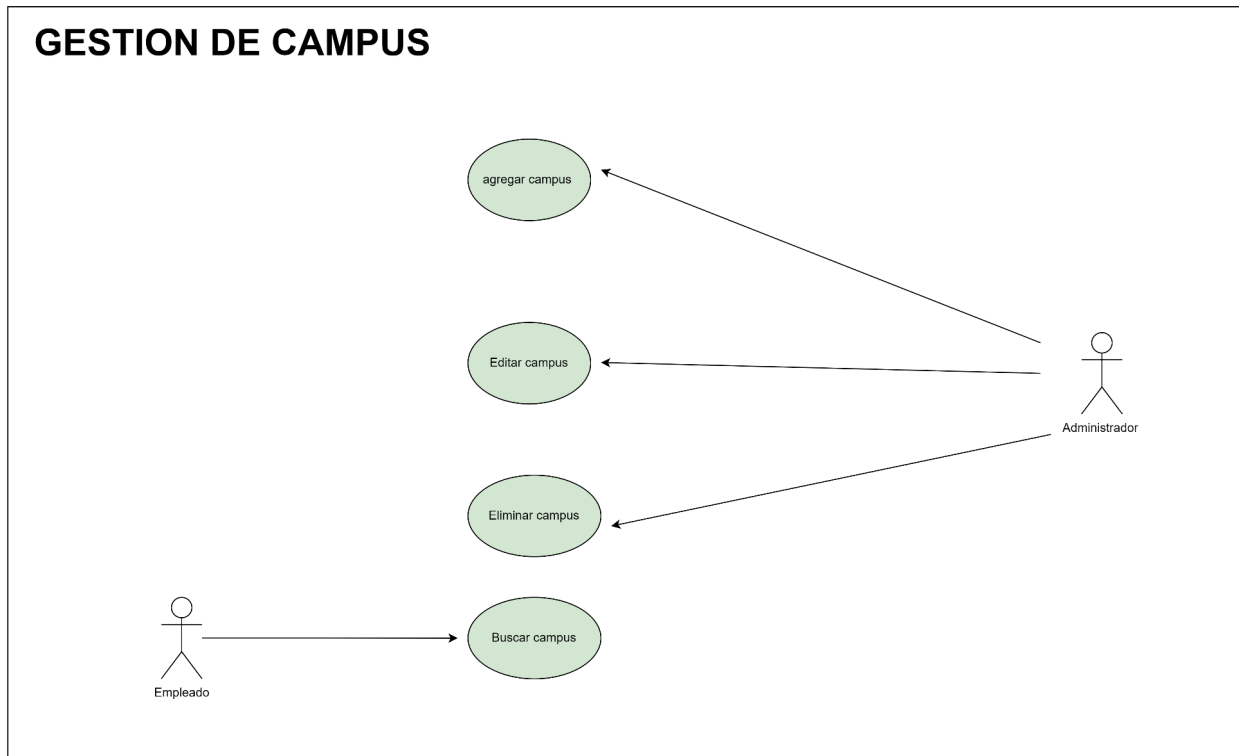 GESTION DE CAMPUS
agregar campus
Editar campus
Administrador
Eliminar campus
Buscar campus
Empleado